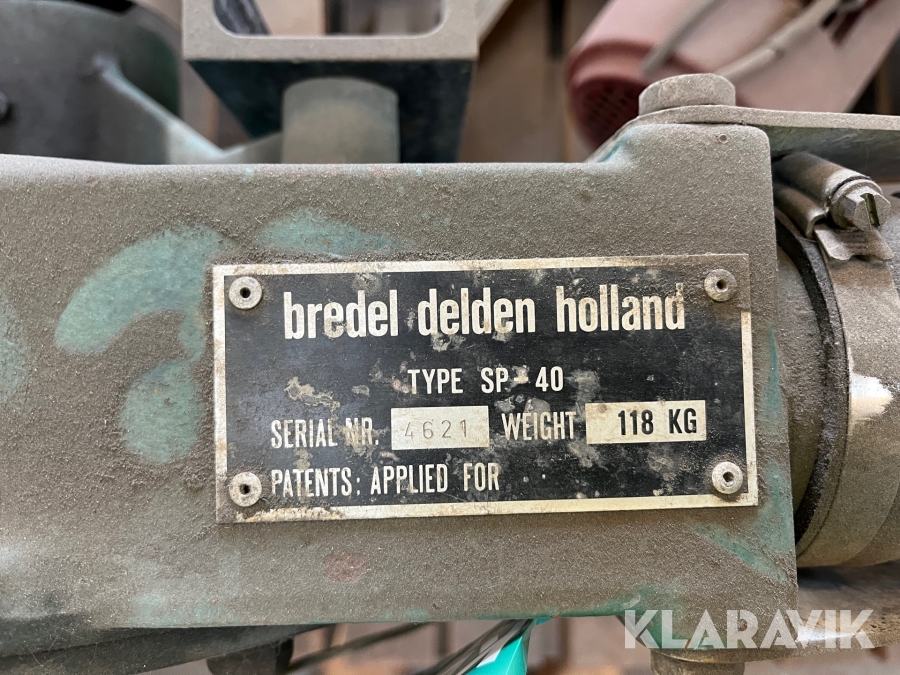 bredel delden holland
TYPE SP-40
SERIAL NR. 4621 WEIGHT 118 KG
PATENTS: APPLIED FOR
KLARAVIK